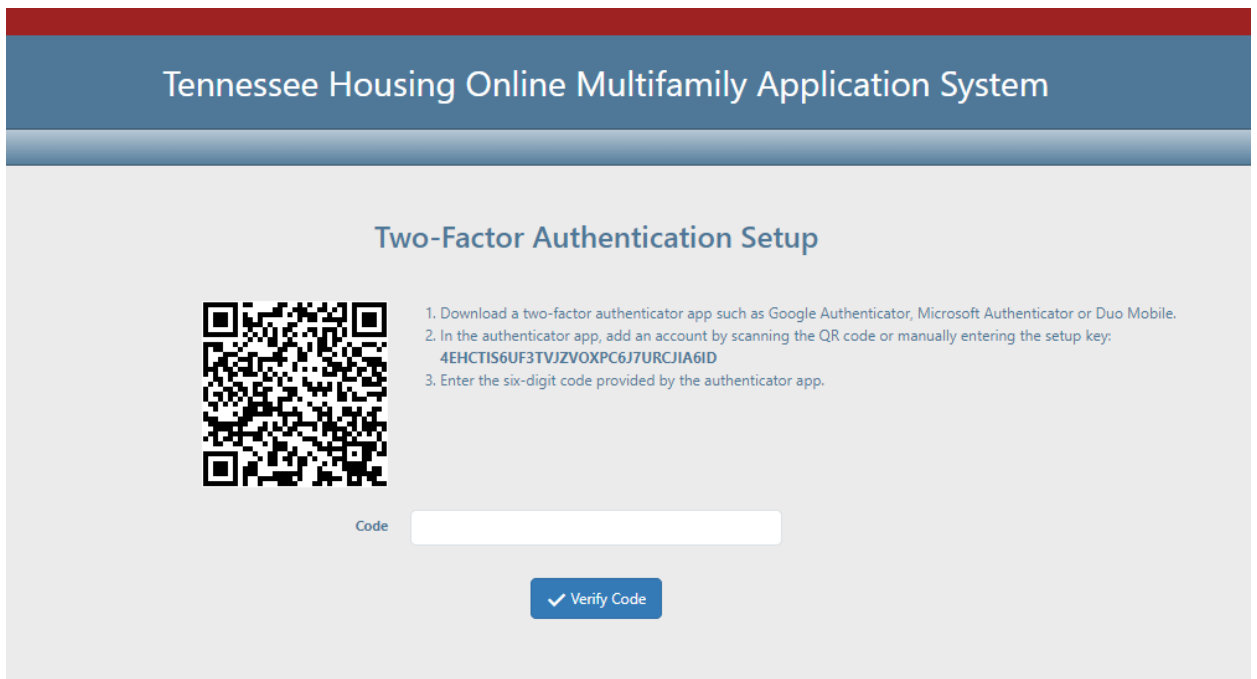 Tennessee Housing Online Multifamily Application System
Two-Factor Authentication Setup
1. Download a two-factor authenticator app such as Google Authenticator, Microsoft Authenticator or Duo Mobile.
2. In the authenticator app, add an account by scanning the QR code or manually entering the setup key:
4EHCTIS6UF3TVJZVOXPC6J7URCJIA6ID
3. Enter the six-digit code provided by the authenticator app.
Code
Verify Code